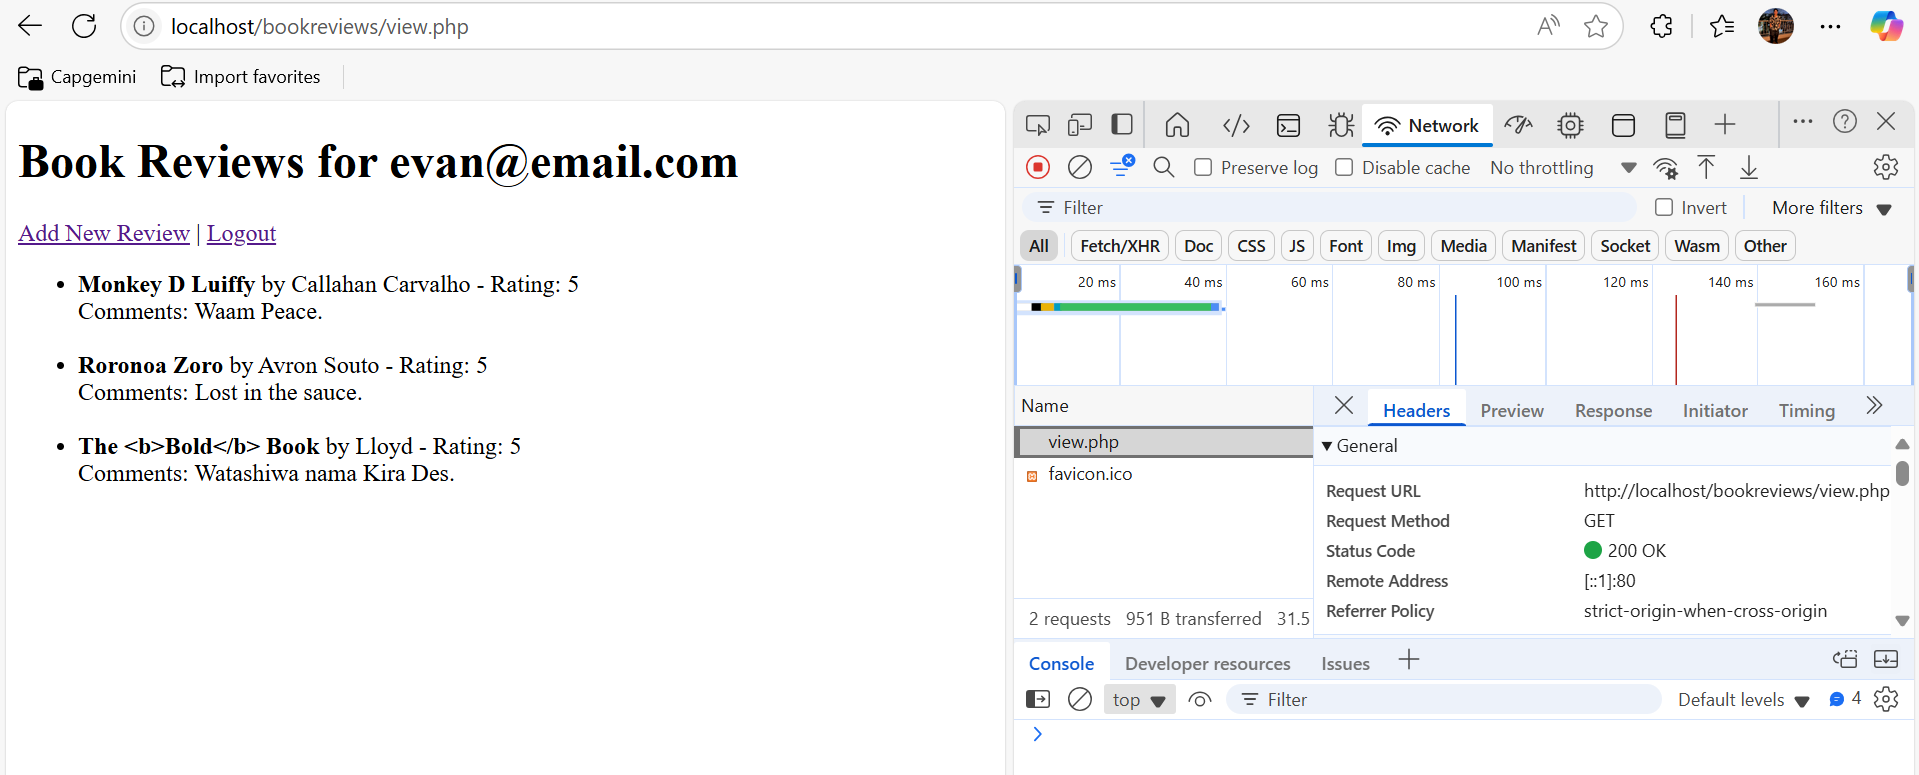 localhost/bookreviews/view.php
Capgemini
Import favorites
Book Reviews for evan@email.com
Add New Review | Logout
Monkey D Luiffy by Callahan Carvalho - Rating: 5
Comments: Waam Peace.
Roronoa Zoro by Avron Souto - Rating: 5
Comments: Lost in the sauce.
The <b>Bold</b> Book by Lloyd - Rating: 5
Comments: Watashiwa nama Kira Des.
Network
Preserve log
Disable cache
No throttling
Filter
Invert
More filters
All
Fetch/XHR
Doc
CSS
JS
Font
Img
Media
Manifest
Socket
Wasm
Other
20 ms
40 ms
60 ms
80 ms
100 ms
120 ms
140 ms
160 ms
Name
view.php
favicon.ico
Headers
Preview
Response
Initiator
Timing
General
Request URL http://localhost/bookreviews/view.php
Request Method GET
Status Code 200 OK
Remote Address [::1]:80
Referrer Policy strict-origin-when-cross-origin
2 requests 951 B transferred 31.5
Console
Developer resources
Issues
top
Filter
Default levels
4